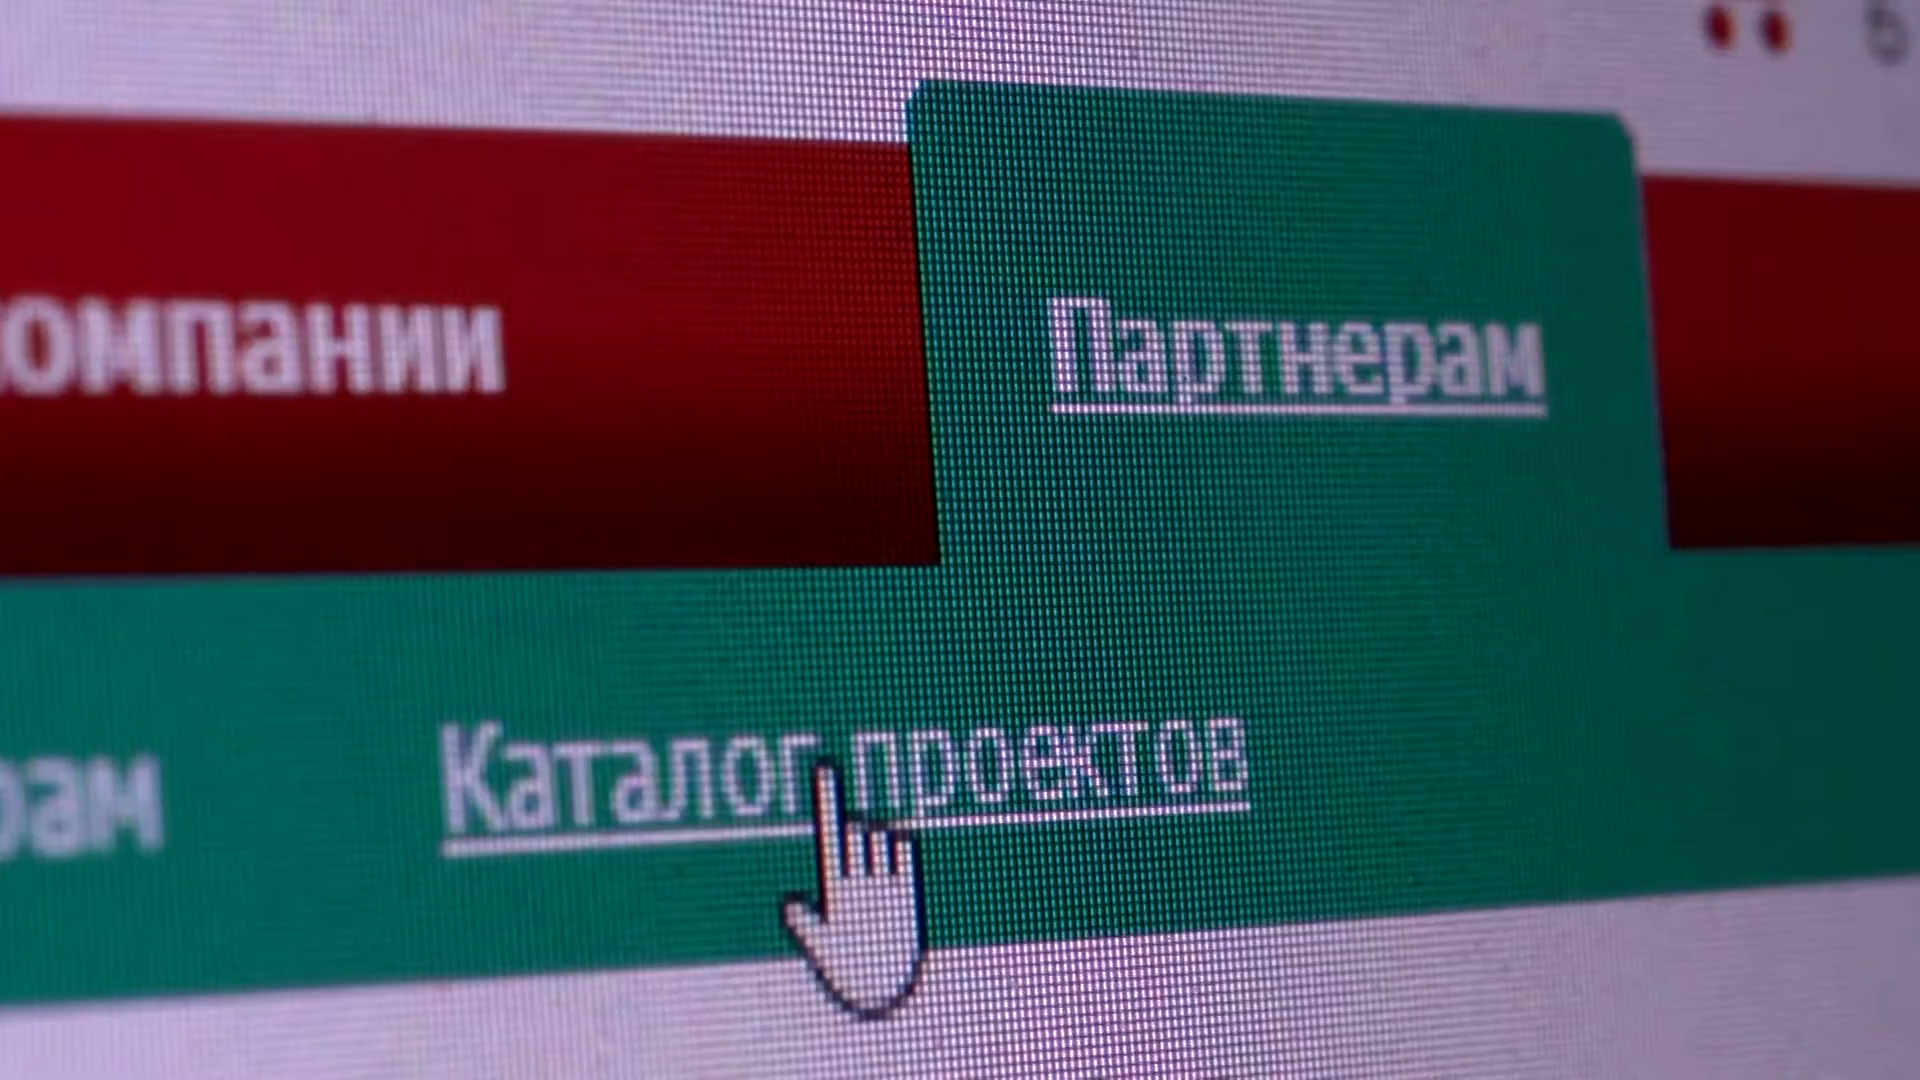 омпании
Партнерам
рам
Каталог проектов